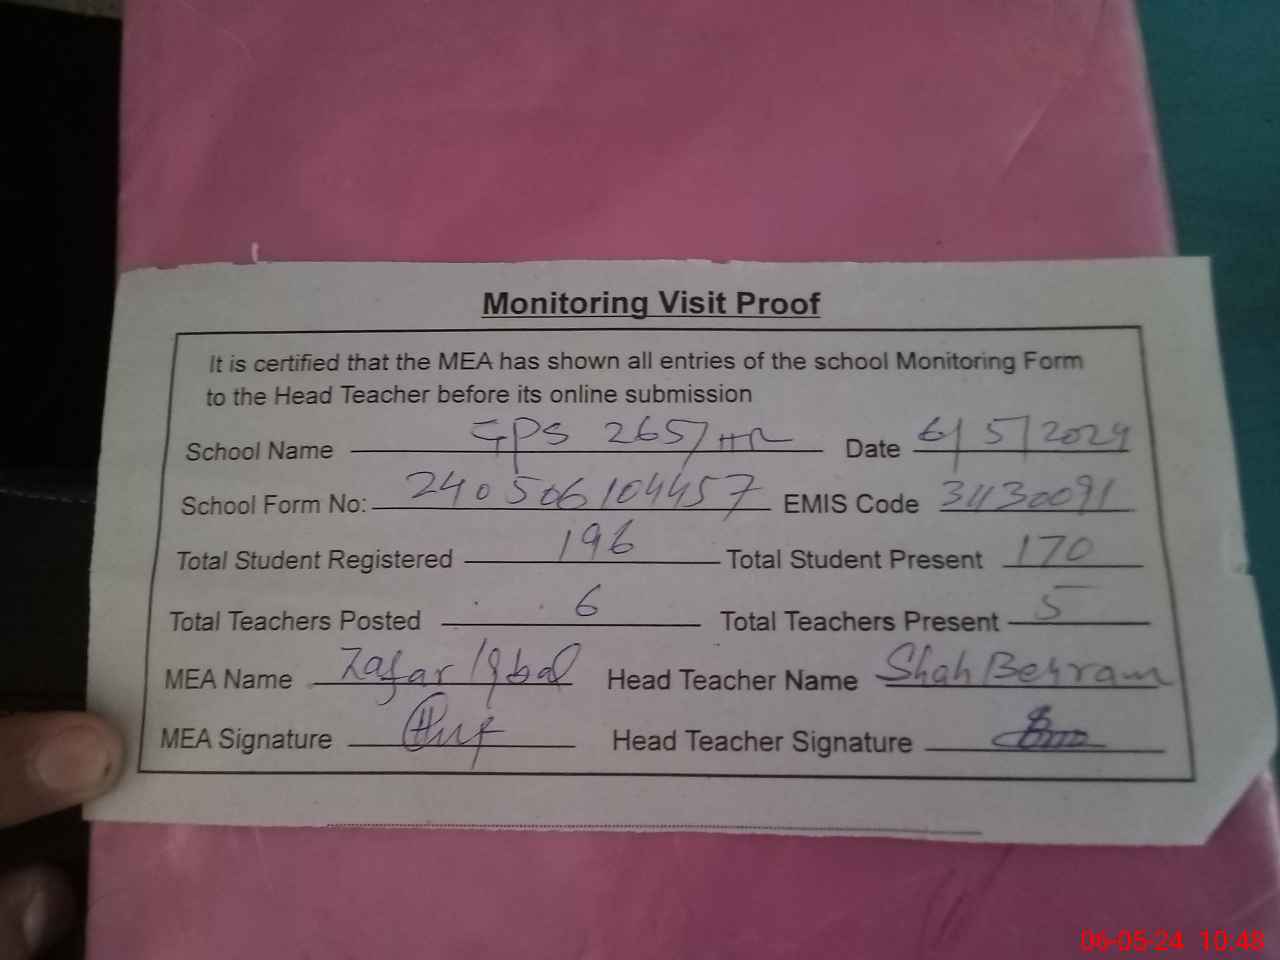 Monitoring Visit Proof
It is certified that the MEA has shown all entries of the school Monitoring Form
to the Head Teacher before its online submission
School Name GPS 265/HR Date 6/5/2024
School Form No: 240506104457 EMIS Code 31130091
Total Student Registered 196 Total Student Present 170
Total Teachers Posted 6 Total Teachers Present 5
MEA Name Zafar Iqbal Head Teacher Name Shah Behram
MEA Signature Head Teacher Signature
06-05-24 10:48